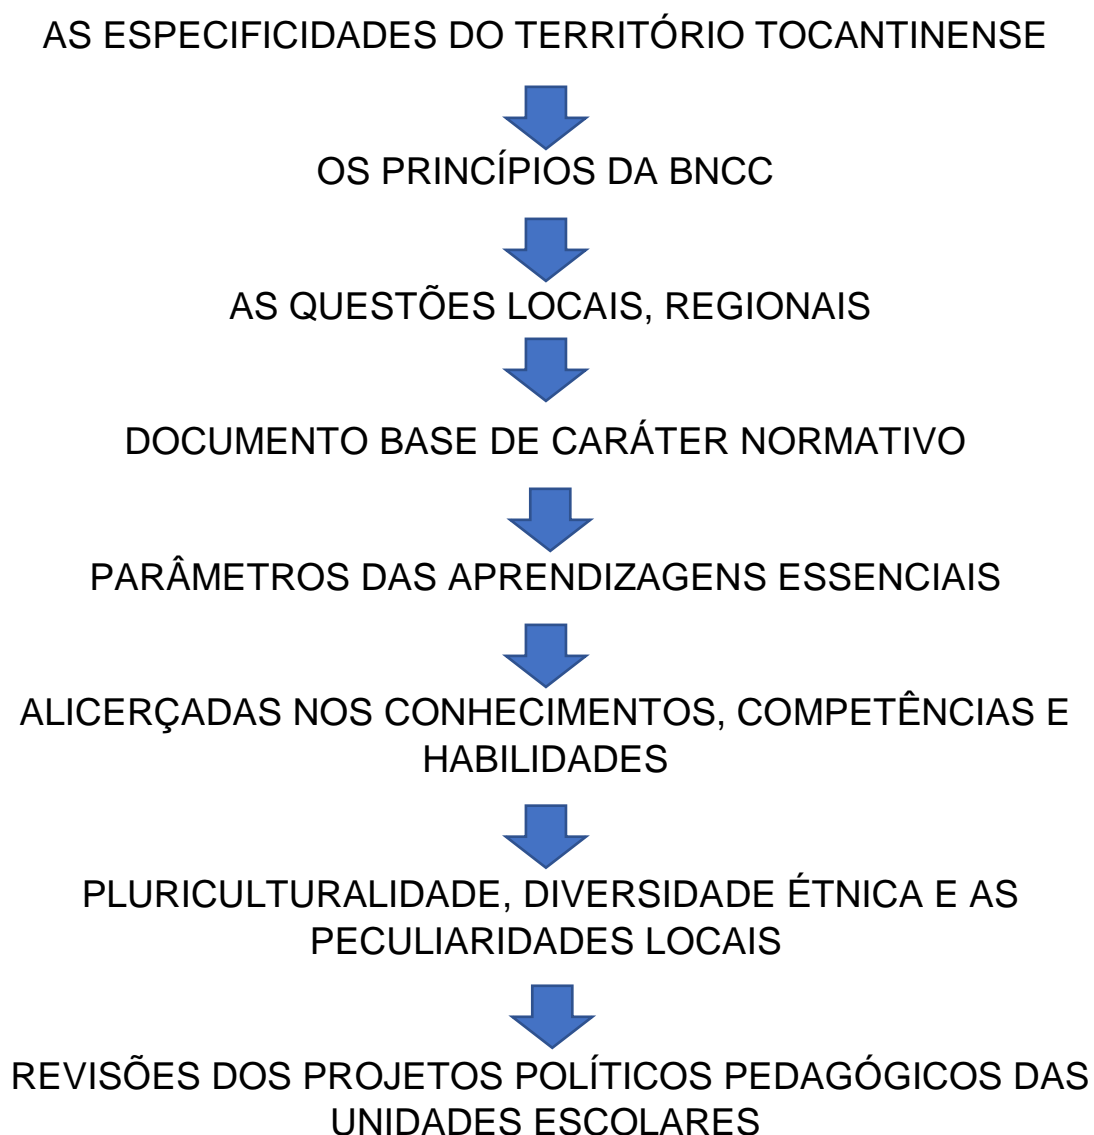 AS ESPECIFICIDADES DO TERRITÓRIO TOCANTINENSE
OS PRINCÍPIOS DA BNCC
AS QUESTÕES LOCAIS, REGIONAIS
DOCUMENTO BASE DE CARÁTER NORMATIVO
PARÂMETROS DAS APRENDIZAGENS ESSENCIAIS
ALICERÇADAS NOS CONHECIMENTOS, COMPETÊNCIAS E
HABILIDADES
PLURICULTURALIDADE, DIVERSIDADE ÉTNICA E AS
PECULIARIDADES LOCAIS
REVISÕES DOS PROJETOS POLÍTICOS PEDAGÓGICOS DAS
UNIDADES ESCOLARES